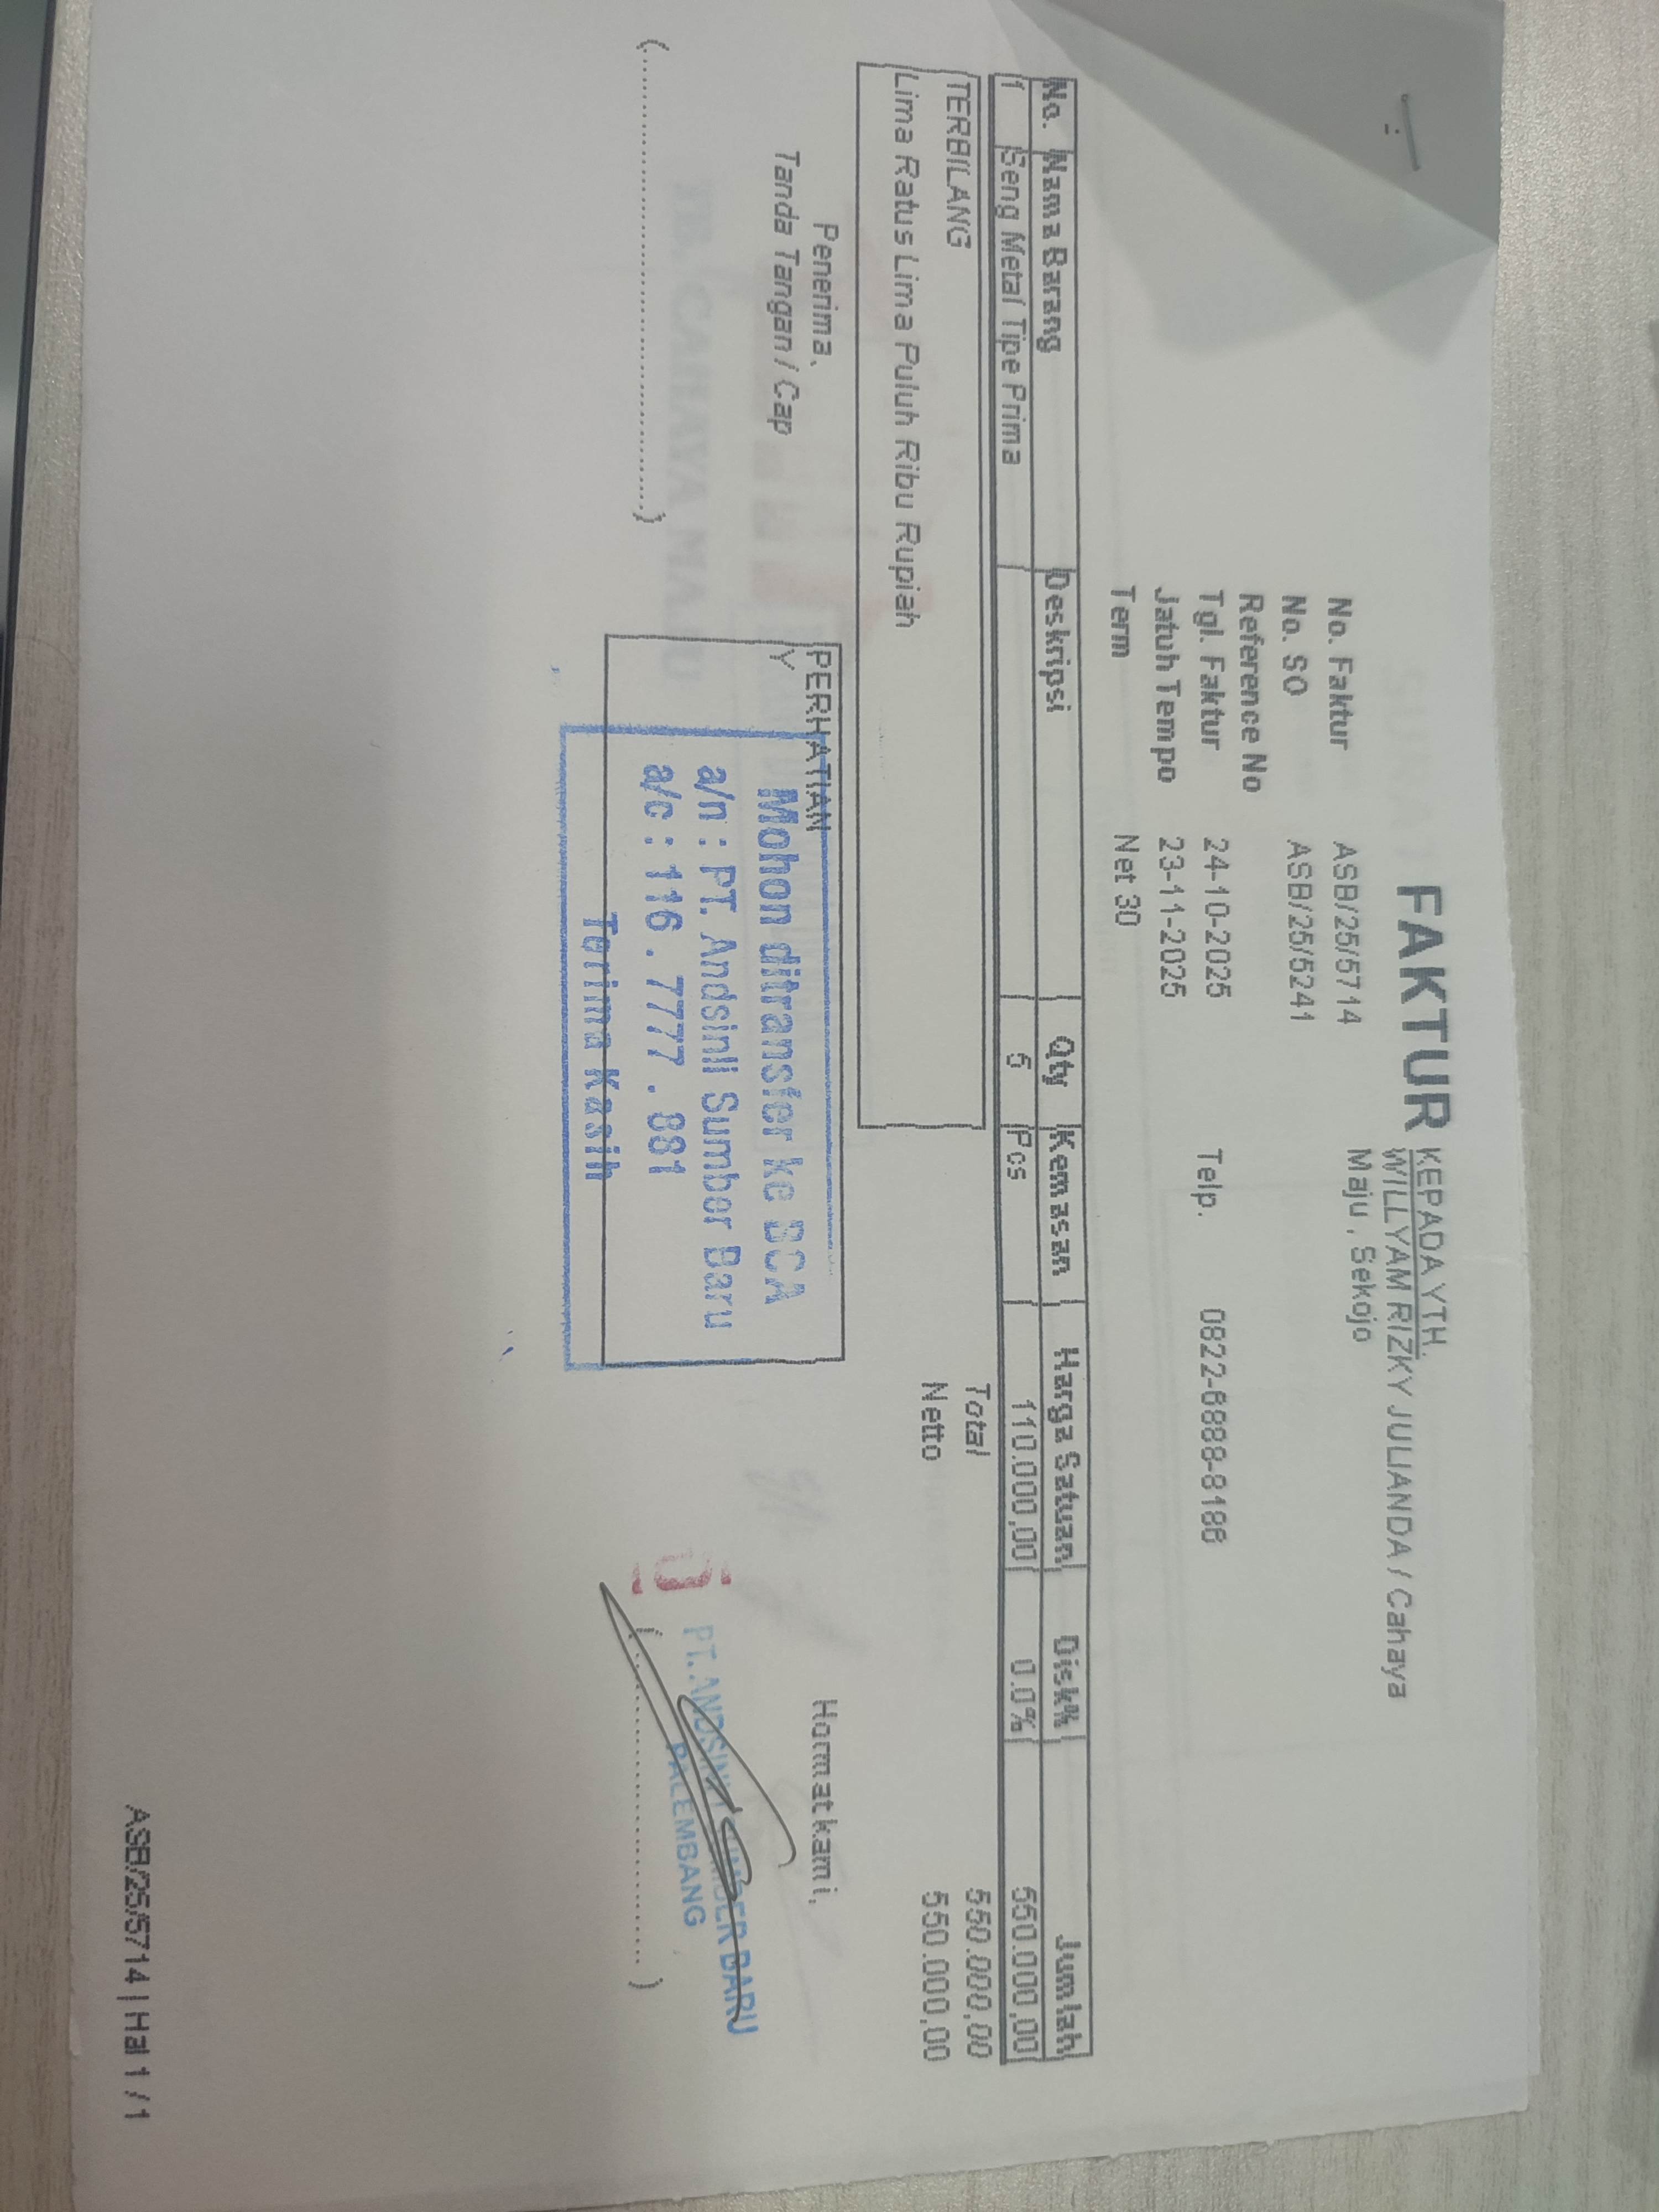 FAKTUR
KEPADA YTH
WILLYAM RIZKY JULIANDA / Cahaya
Maju , Sekojo
No. Faktur ASB/25/5714
No. SO ASB/25/5241
Reference No
Tgl. Faktur 24-10-2025 Telp. 0822-8888-8186
Jatuh Tempo 23-11-2025
Term Net 30
No. Nama Barang Deskripsi Qty Kemasan Harga Satuan Disk% Jumlah
1 Seng Metal Tipe Prima 5 Pcs 110.000,00 0.0% 550.000,00
TERBILANG
Lima Ratus Lima Puluh Ribu Rupiah
Total 550.000,00
Netto 550.000,00
Penerima,
Tanda Tangan / Cap
(..............................)
PERHATIAN
Y
Mohon ditransfer ke BCA
a/n : PT. Andsinli Sumber Baru
a/c : 116 . 7777 . 881
Terima Kasih
Hormat kami,
PT. ANDSINLI SUMBER BARU
PALEMBANG
(..............................)
ASB/25/5714 | Hal 1 / 1